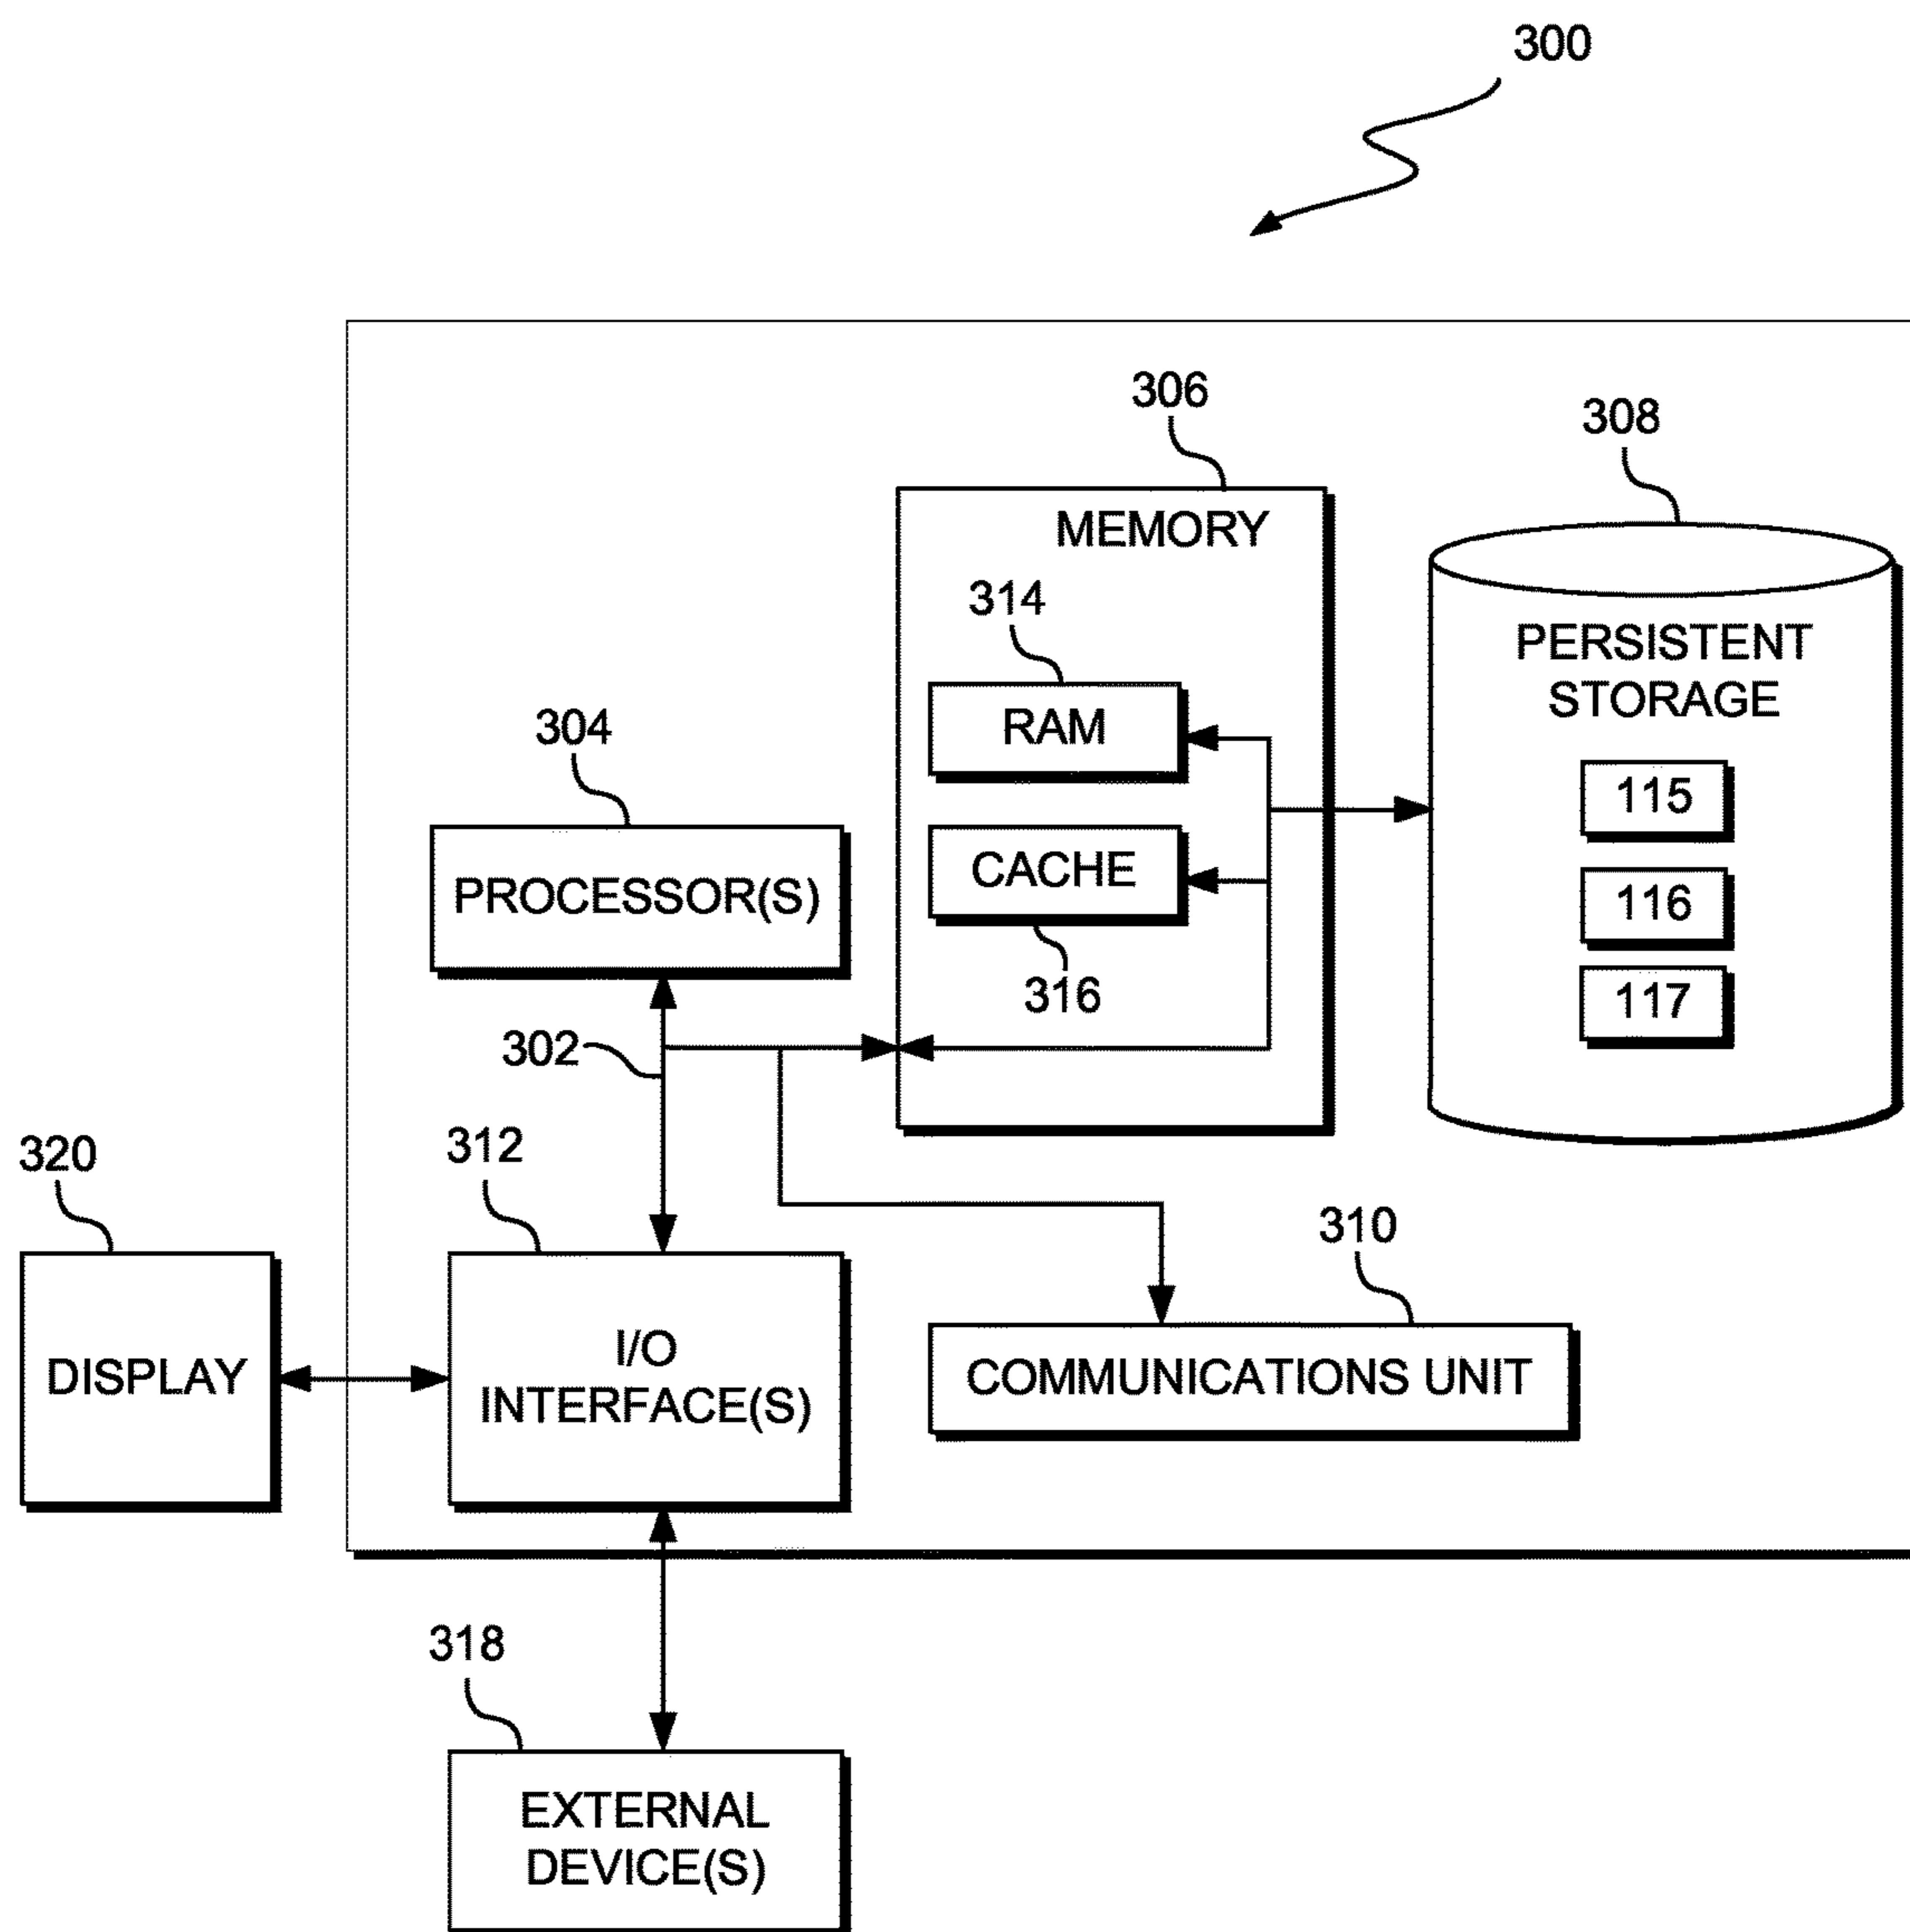 300
306
308
MEMORY
314
PERSISTENT
STORAGE
RAM
304
115
CACHE
PROCESSOR(S)
116
316
117
302
312
320
310
I/O
INTERFACE(S)
DISPLAY
COMMUNICATIONS UNIT
318
EXTERNAL
DEVICE(S)